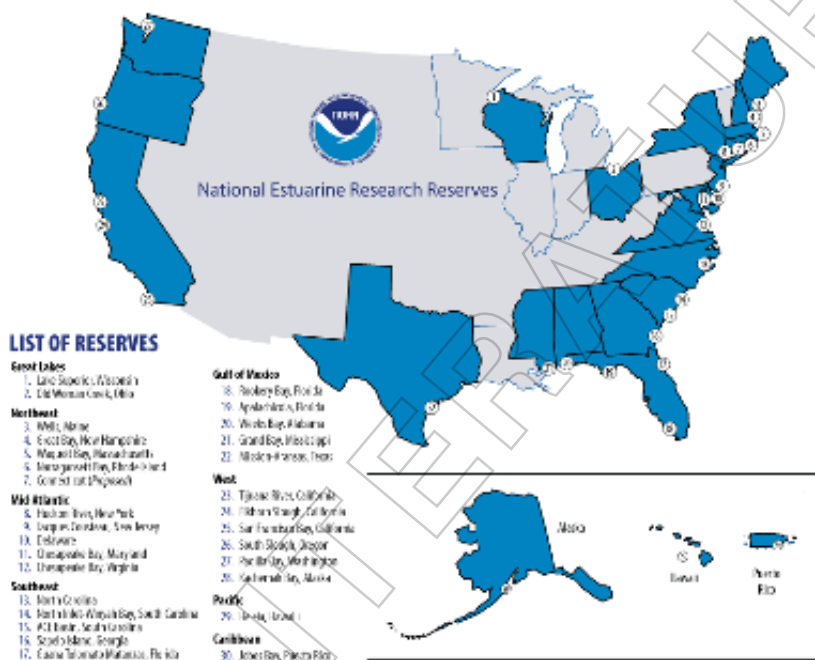 NOAA
National Estuarine Research Reserves
LIST OF RESERVES
Great Lakes
1. Lake Superior, Wisconsin
2. Old Woman Creek, Ohio
Northeast
3. Wells, Maine
4. Great Bay, New Hampshire
5. Waquoit Bay, Massachusetts
6. Narragansett Bay, Rhode Island
7. Connecticut (Proposed)
Mid-Atlantic
8. Hudson River, New York
9. Jacques Cousteau, New Jersey
10. Delaware
11. Chesapeake Bay, Maryland
12. Chesapeake Bay, Virginia
Southeast
13. North Carolina
14. North Inlet-Winyah Bay, South Carolina
15. ACE Basin, South Carolina
16. Sapelo Island, Georgia
17. Guana Tolomato Matanzas, Florida
Gulf of Mexico
18. Rookery Bay, Florida
19. Apalachicola, Florida
20. Weeks Bay, Alabama
21. Grand Bay, Mississippi
22. Mission-Aransas, Texas
West
23. Tijuana River, California
24. Elkhorn Slough, California
25. San Francisco Bay, California
26. South Slough, Oregon
27. Padilla Bay, Washington
28. Kachemak Bay, Alaska
Pacific
29. He'eia, Hawai'i
Caribbean
30. Jobos Bay, Puerto Rico
Alaska
Hawaii
Puerto
Rico